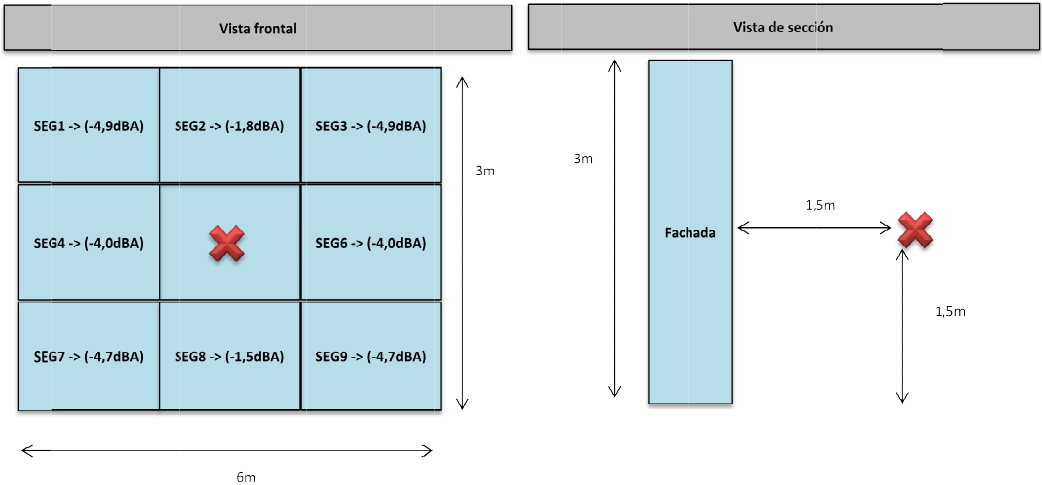 Vista frontal
Vista de sección
SEG1 -> (-4,9dBA)
SEG2 -> (-1,8dBA)
SEG3 -> (-4,9dBA)
3m
SEG4 -> (-4,0dBA)
SEG6 -> (-4,0dBA)
SEG7 -> (-4,7dBA)
SEG8 -> (-1,5dBA)
SEG9 -> (-4,7dBA)
6m
3m
Fachada
1,5m
1,5m